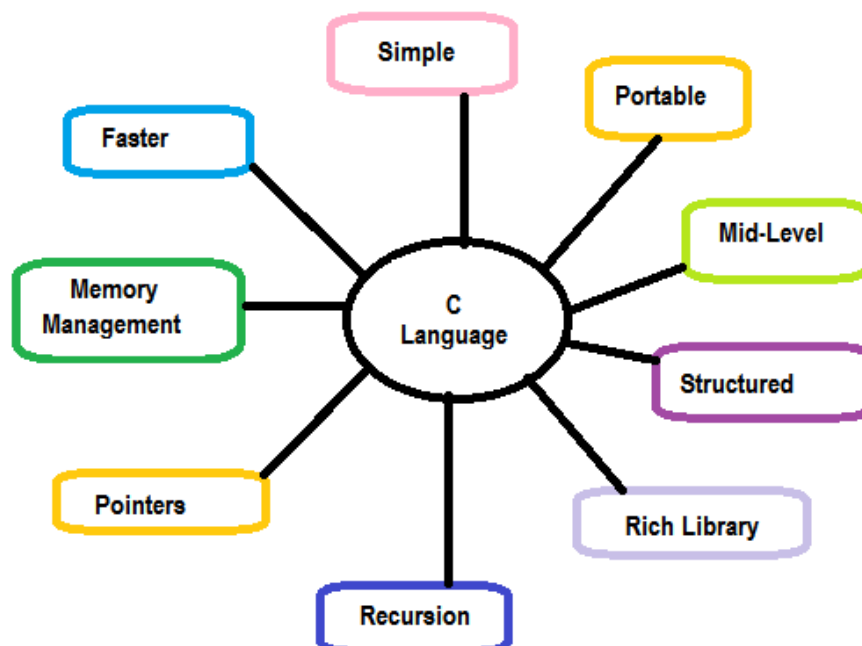 Simple
Portable
Faster
Mid-Level
Memory
Management
C
Language
Structured
Pointers
Rich Library
Recursion